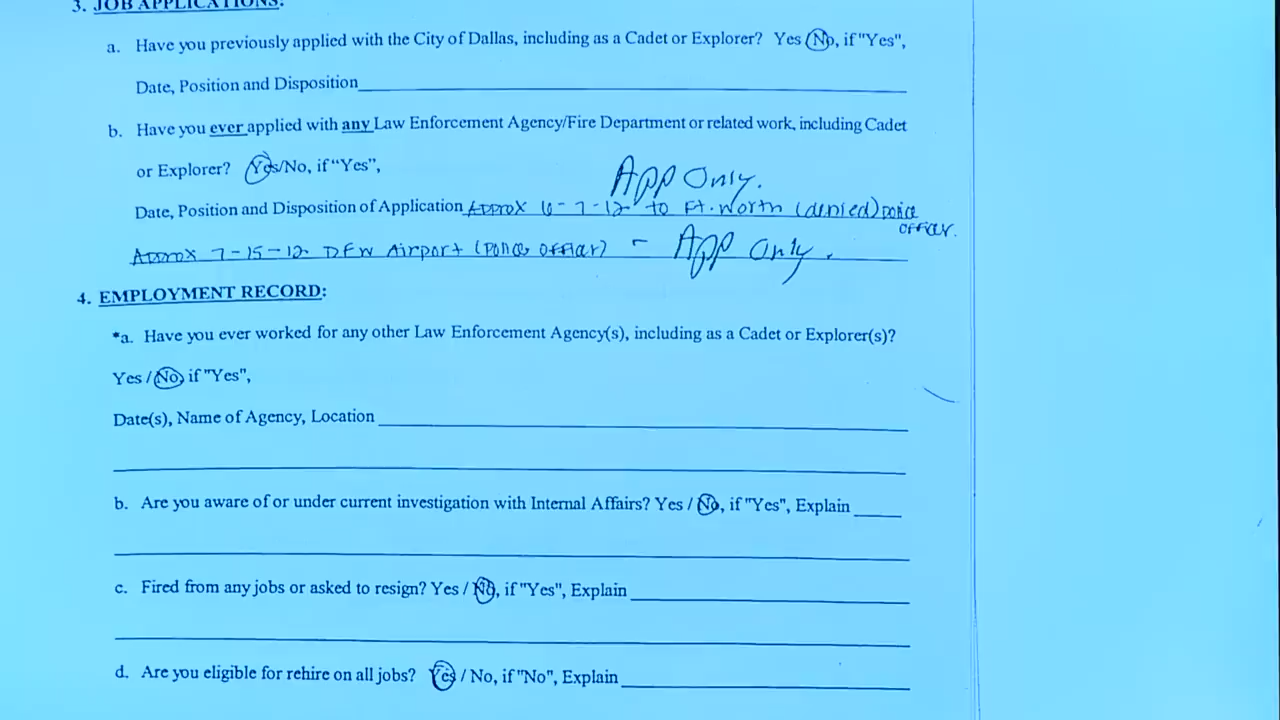 3. JOB APPLICATIONS:
a. Have you previously applied with the City of Dallas, including as a Cadet or Explorer? Yes /No, if "Yes",
Date, Position and Disposition
b. Have you ever applied with any Law Enforcement Agency/Fire Department or related work, including Cadet
or Explorer? Yes/No, if "Yes",
App Only.
Date, Position and Disposition of Application Approx 6-7-12 to Ft. Worth (denied) police
officer.
Approx 7-15-12 DFW Airport (police officer) - App Only.
4. EMPLOYMENT RECORD:
*a. Have you ever worked for any other Law Enforcement Agency(s), including as a Cadet or Explorer(s)?
Yes / No, if "Yes",
Date(s), Name of Agency, Location
b. Are you aware of or under current investigation with Internal Affairs? Yes / No, if "Yes", Explain
c. Fired from any jobs or asked to resign? Yes / No, if "Yes", Explain
d. Are you eligible for rehire on all jobs? Yes / No, if "No", Explain